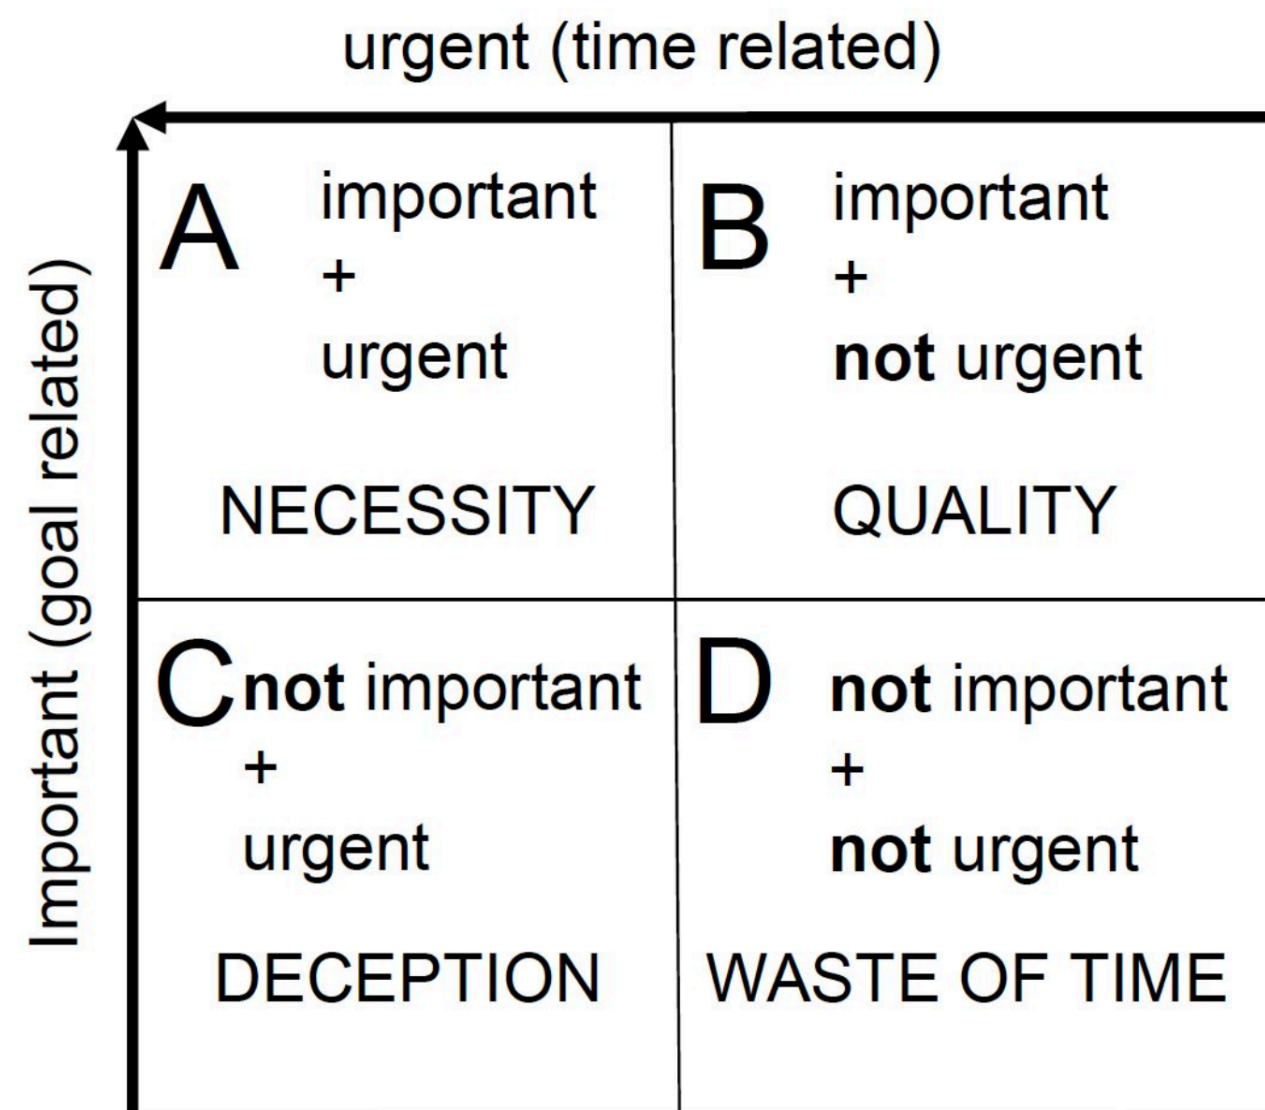 urgent (time related)
Important (goal related)
A
important
+
urgent
NECESSITY
B
important
+
not urgent
QUALITY
C
not important
+
urgent
DECEPTION
D
not important
+
not urgent
WASTE OF TIME